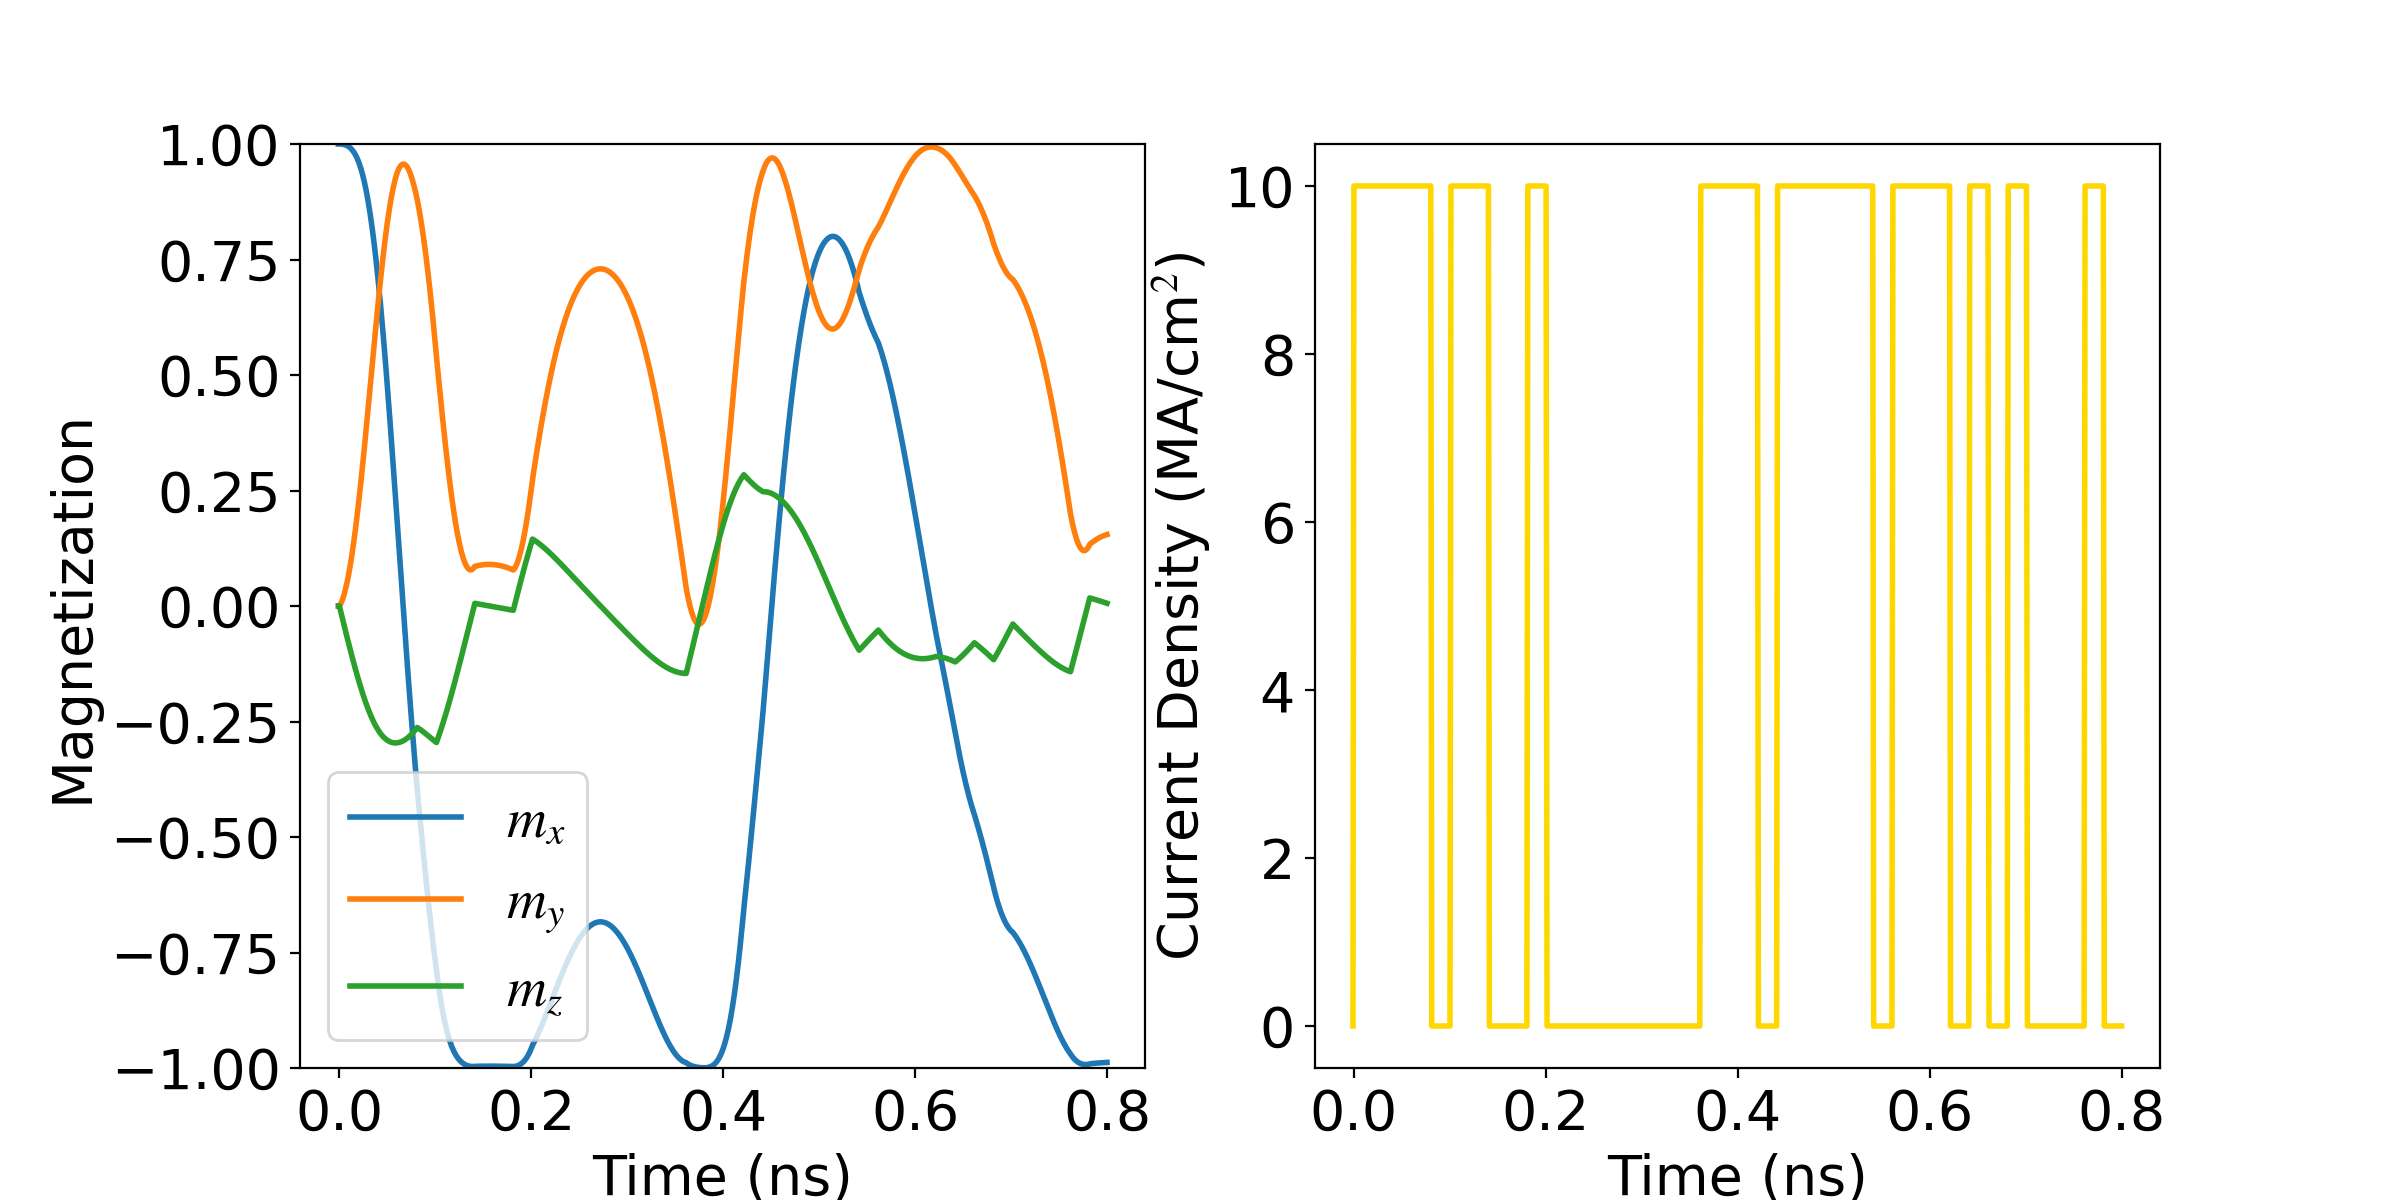 Magnetization
1.00
0.75
0.50
0.25
0.00
−0.25
−0.50
−0.75
−1.00
m_x
m_y
m_z
0.0 0.2 0.4 0.6 0.8
Time (ns)
Current Density (MA/cm²)
10
8
6
4
2
0
0.0 0.2 0.4 0.6 0.8
Time (ns)